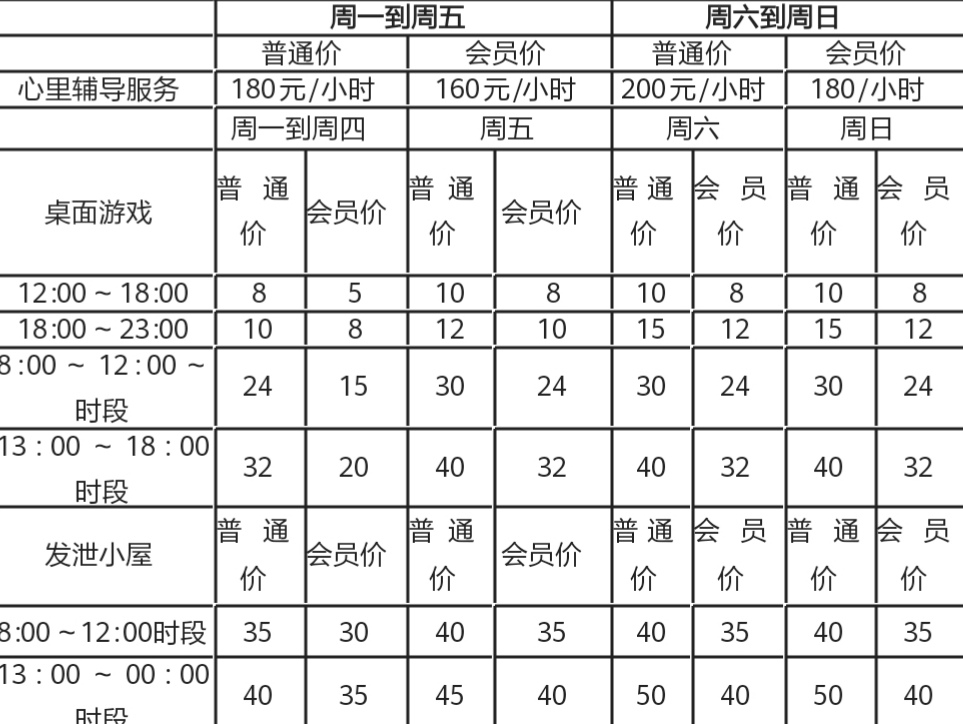 周一到周五 周六到周日
普通价 会员价 普通价 会员价
心里辅导服务 180元/小时 160元/小时 200元/小时 180/小时
周一到周四 周五 周六 周日
桌面游戏 普通价 会员价 普通价 会员价 普通价 会员价 普通价 会员价
12:00～18:00 8 5 10 8 10 8 10 8
18:00～23:00 10 8 12 10 15 12 15 12
8:00 ～ 12:00 ～
时段 24 15 30 24 30 24 30 24
13：00 ～ 18：00
时段 32 20 40 32 40 32 40 32
发泄小屋 普通价 会员价 普通价 会员价 普通价 会员价 普通价 会员价
8:00～12:00时段 35 30 40 35 40 35 40 35
13：00 ～ 00：00
时段 40 35 45 40 50 40 50 40